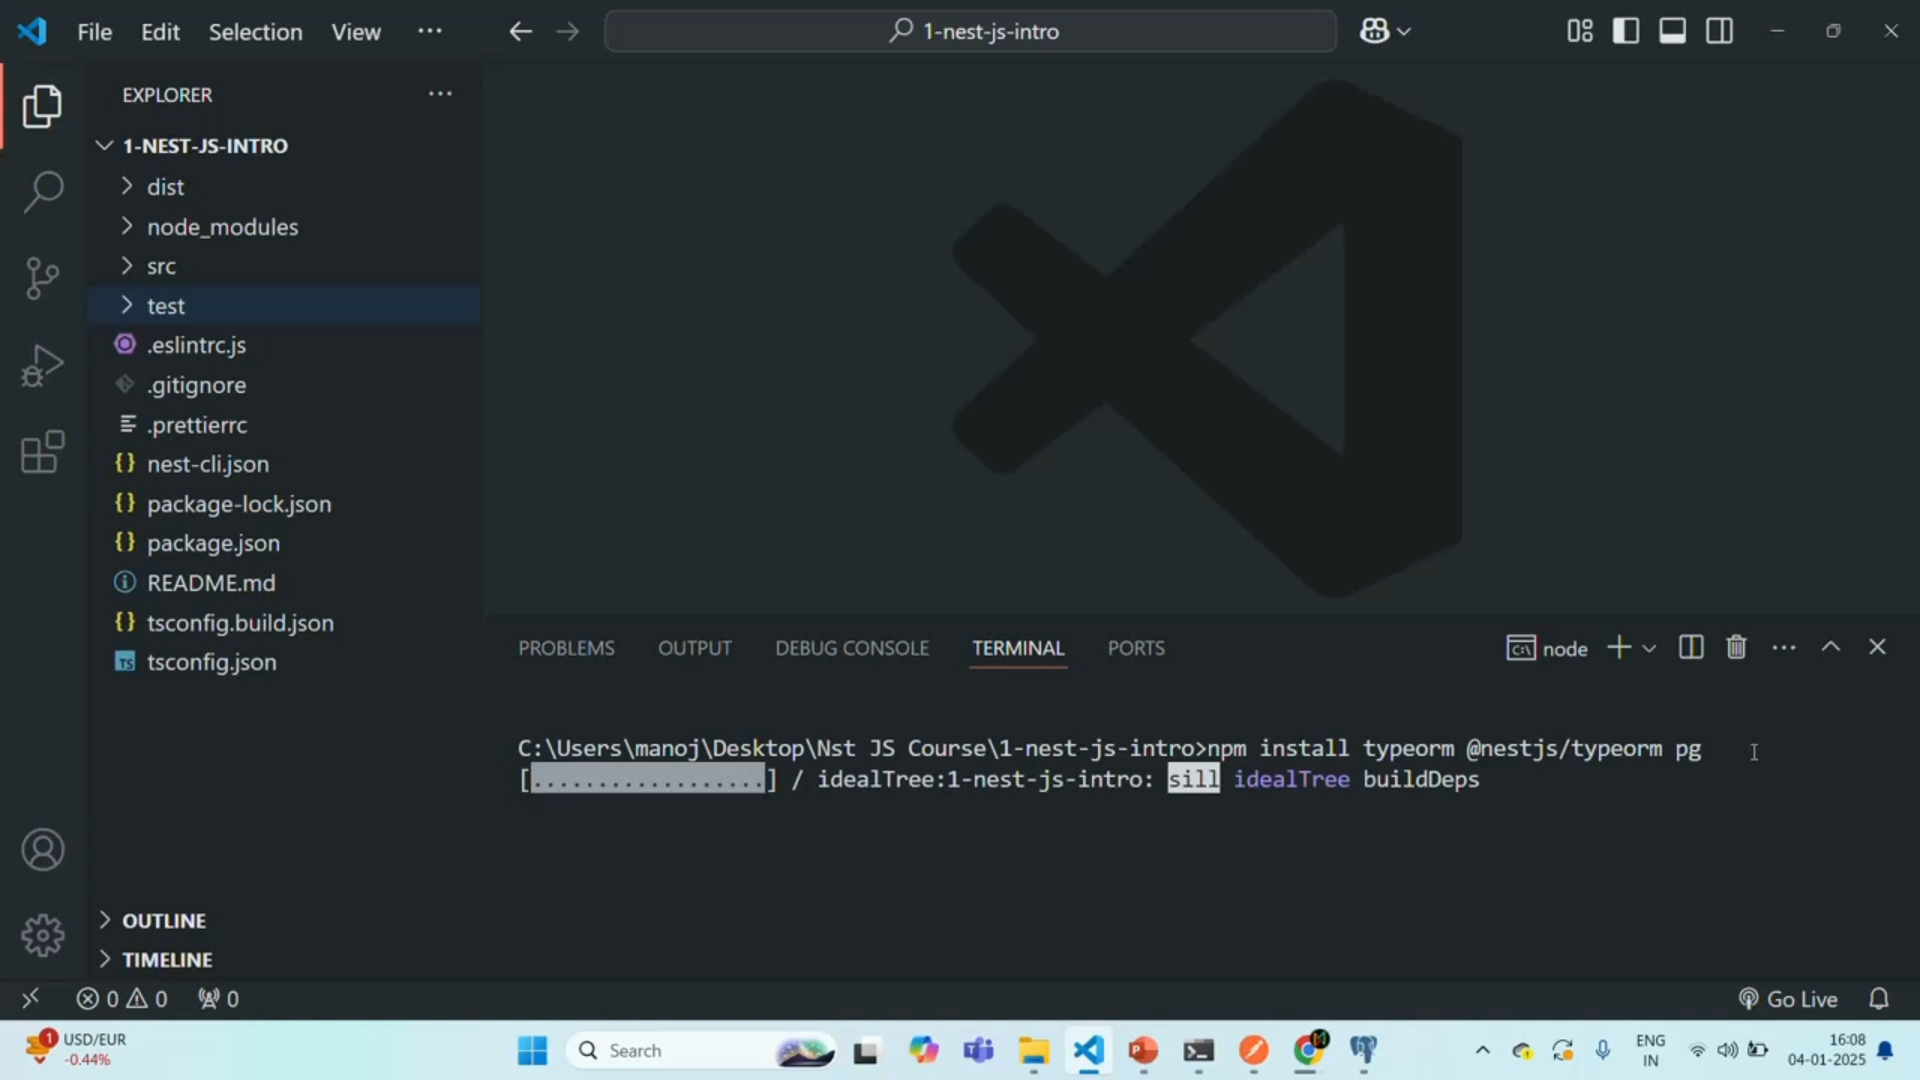 File Edit Selection View ··· 1-nest-js-intro
EXPLORER ···
1-NEST-JS-INTRO
dist
node_modules
src
test
.eslintrc.js
.gitignore
.prettierrc
{} nest-cli.json
{} package-lock.json
{} package.json
README.md
{} tsconfig.build.json
TS tsconfig.json
OUTLINE
TIMELINE
PROBLEMS OUTPUT DEBUG CONSOLE TERMINAL PORTS node
C:\Users\manoj\Desktop\Nst JS Course\1-nest-js-intro>npm install typeorm @nestjs/typeorm pg
[..................] / idealTree:1-nest-js-intro: sill idealTree buildDeps
0 0 0 Go Live
1 USD/EUR
-0.44%
Search
ENG
IN
16:08
04-01-2025